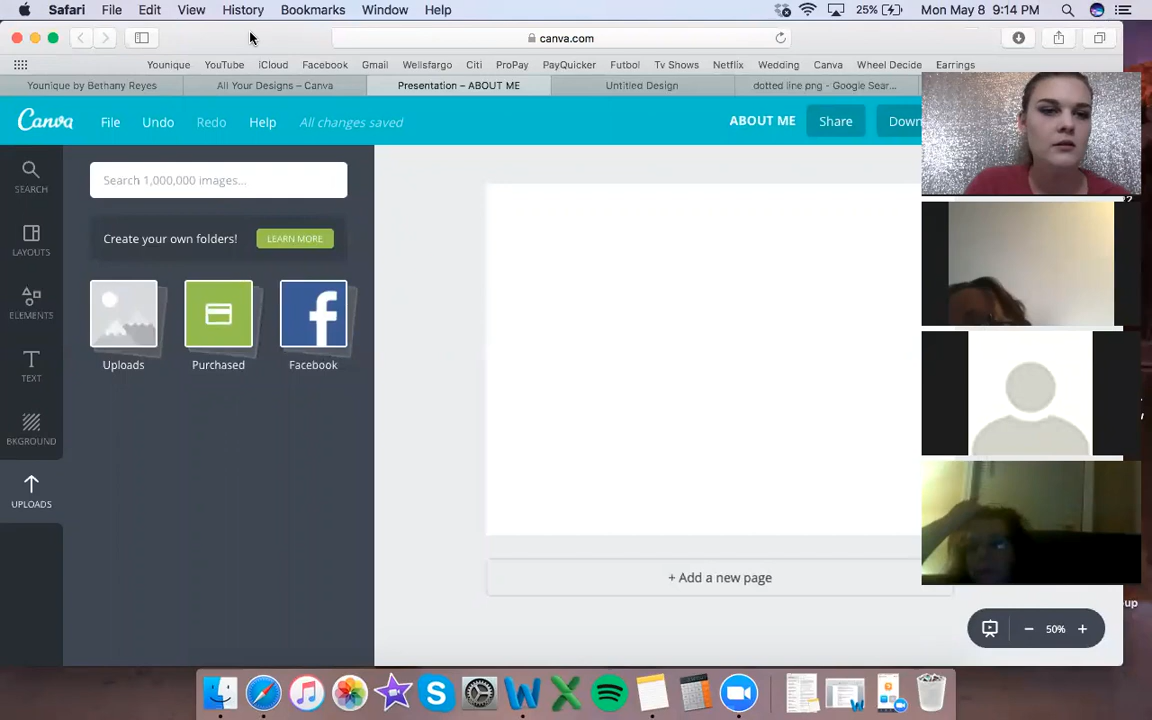 Safari File Edit View History Bookmarks Window Help 25% Mon May 8 9:14 PM
canva.com
Younique YouTube iCloud Facebook Gmail Wellsfargo Citi ProPay PayQuicker Futbol TV Shows Netflix Wedding Canva Wheel Decide Earrings
Younique by Bethany Reyes All Your Designs – Canva Presentation – ABOUT ME Untitled Design dotted line png - Google Sear...
Canva File Undo Redo Help All changes saved ABOUT ME Share Down
Search 1,000,000 images...
SEARCH
Create your own folders! LEARN MORE
LAYOUTS
ELEMENTS
Uploads Purchased Facebook
TEXT
BKGROUND
UPLOADS
+ Add a new page
50%